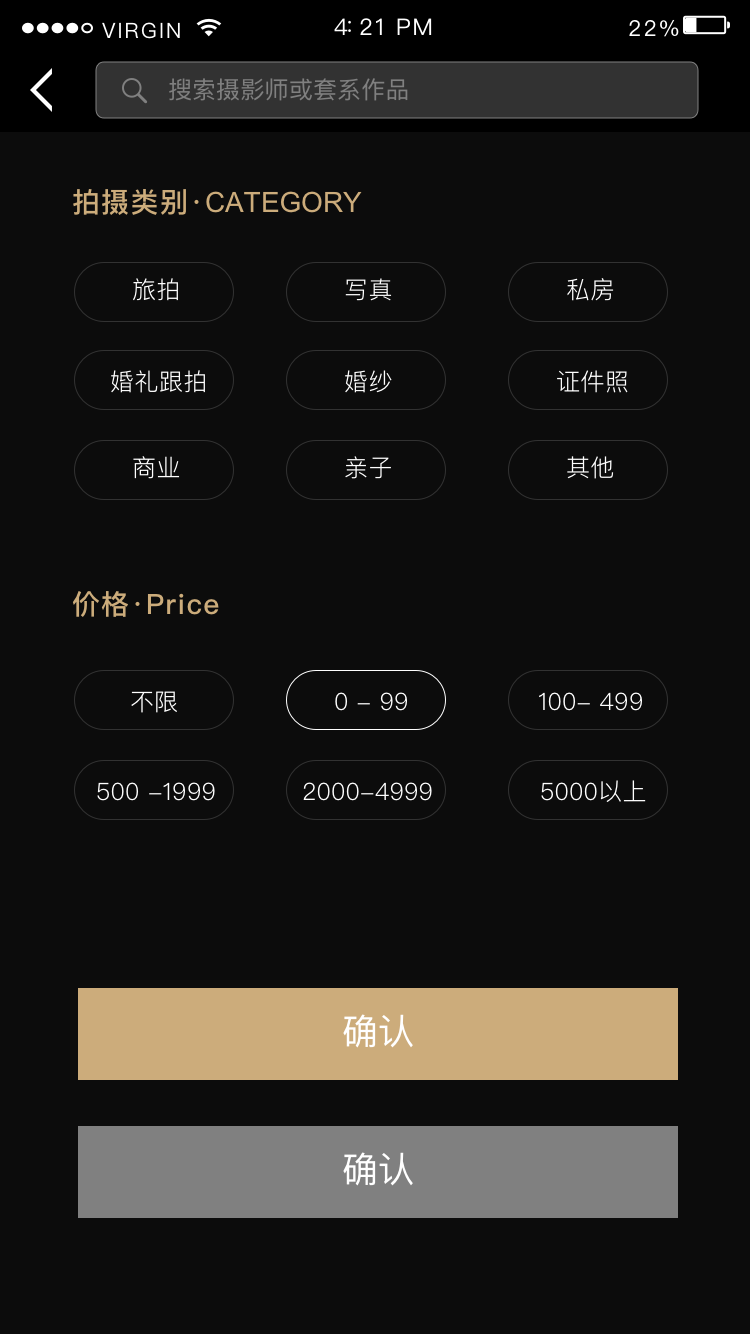 VIRGIN 4: 21 PM 22%
搜索摄影师或套系作品
拍摄类别·CATEGORY
旅拍 写真 私房
婚礼跟拍 婚纱 证件照
商业 亲子 其他
价格·Price
不限 0 – 99 100– 499
500 –1999 2000–4999 5000以上
确认
确认